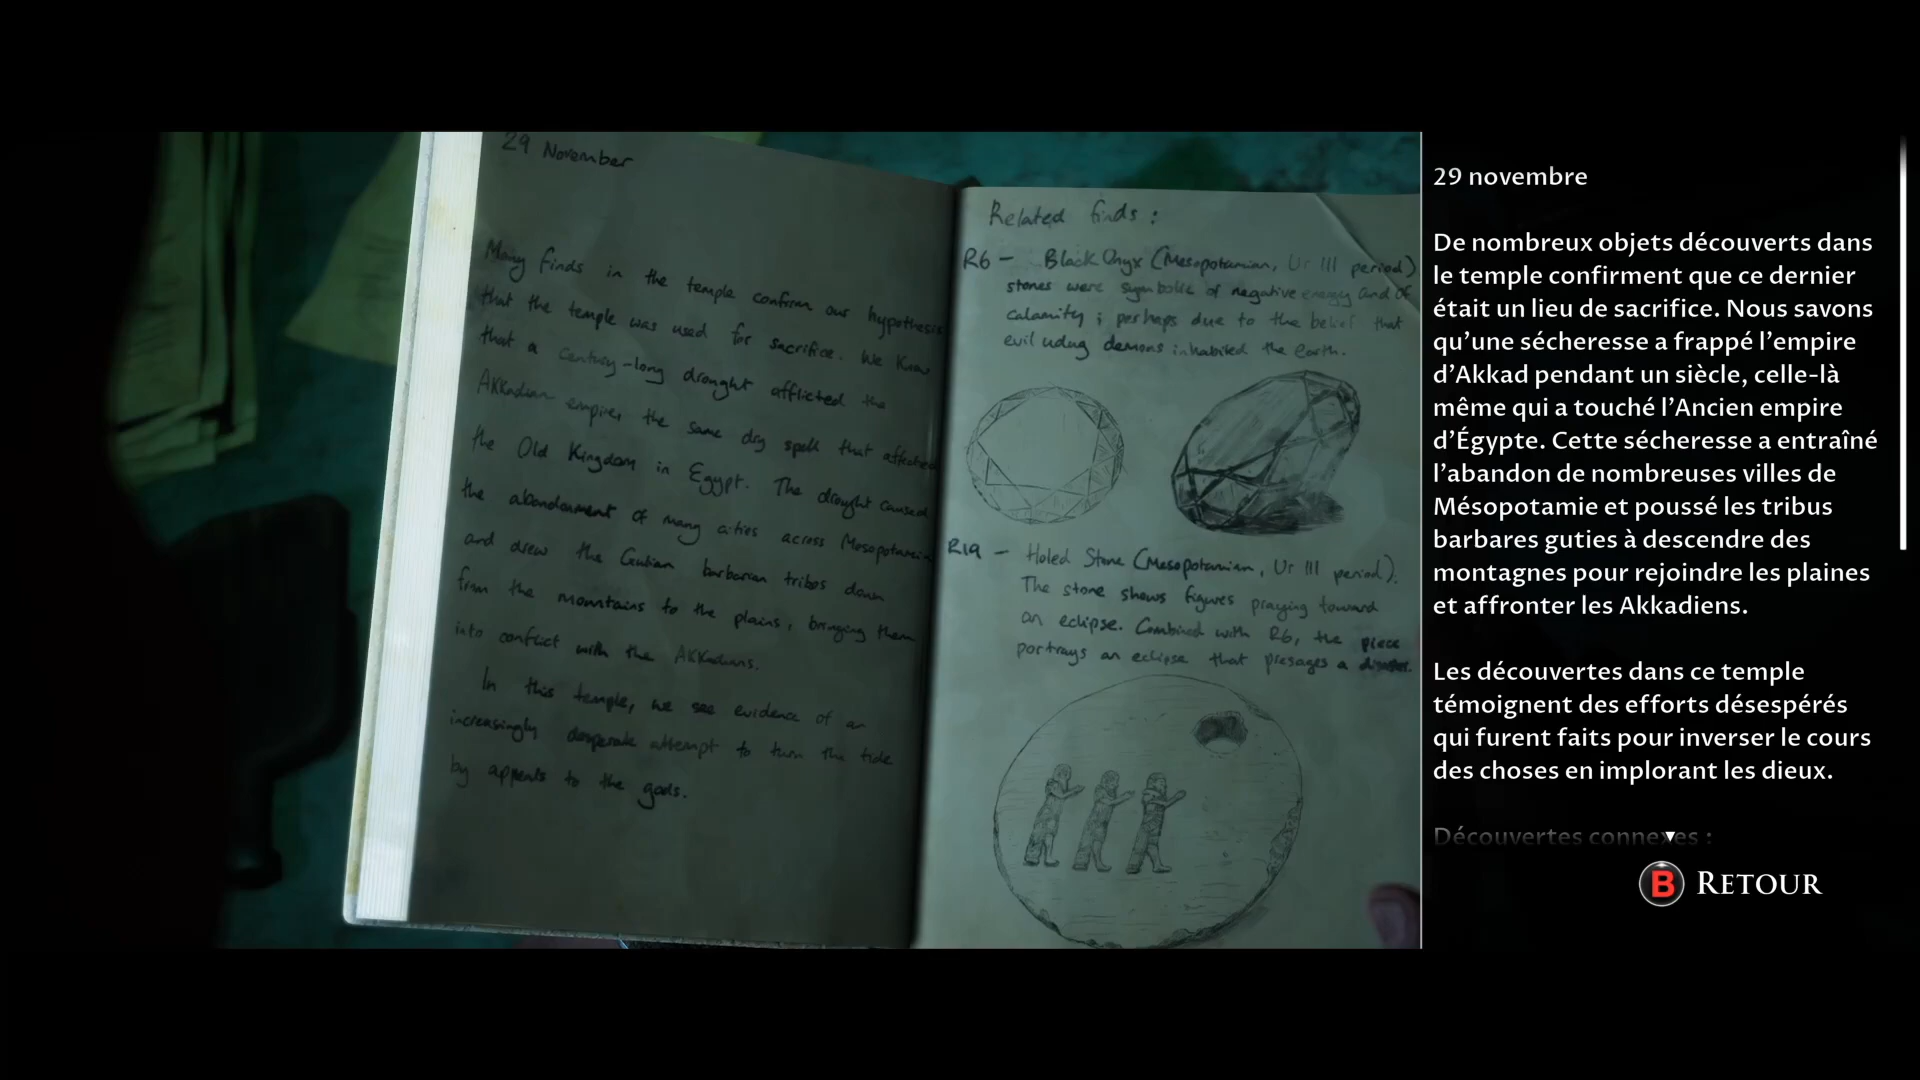 29 November
Many finds in the temple confirm our hypothesis
that the temple was used for sacrifice. We know
that a century-long drought afflicted the
Akkadian empire, the same dry spell that affected
the Old Kingdom in Egypt. The drought caused
the abandonment of many cities across Mesopotamia
and drew the Gutian barbarian tribes down
from the mountains to the plains, bringing them
into conflict with the Akkadians.
In this temple, we see evidence of an
increasingly desperate attempt to turn the tide
by appeals to the gods.
Related finds:
R6 - Black Onyx (Mesopotamian, Ur III period)
stones were symbolic of negative energy and of
calamity; perhaps due to the belief that
evil udug demons inhabited the earth.
R19 - Holed Stone (Mesopotamian, Ur III period).
The stone shows figures praying toward
an eclipse. Combined with R6, the piece
portrays an eclipse that presages a disaster.
29 novembre
De nombreux objets découverts dans
le temple confirment que ce dernier
était un lieu de sacrifice. Nous savons
qu'une sécheresse a frappé l'empire
d'Akkad pendant un siècle, celle-là
même qui a touché l'Ancien empire
d'Égypte. Cette sécheresse a entraîné
l'abandon de nombreuses villes de
Mésopotamie et poussé les tribus
barbares guties à descendre des
montagnes pour rejoindre les plaines
et affronter les Akkadiens.
Les découvertes dans ce temple
témoignent des efforts désespérés
qui furent faits pour inverser le cours
des choses en implorant les dieux.
Découvertes connexes :
B RETOUR